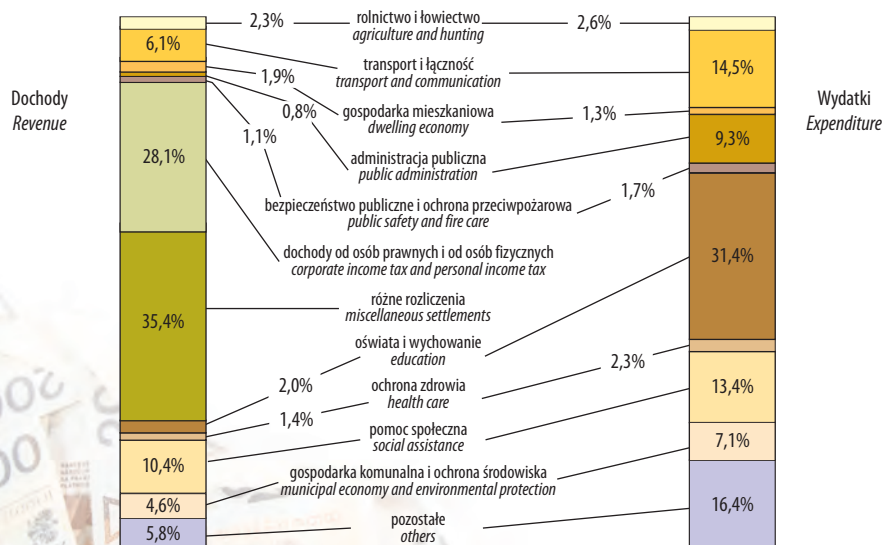 2,3%
rolnictwo i łowiectwo
2,6%
agriculture and hunting
6,1%
transport i łączność
14,5%
transport and communication
1,9%
Dochody
Revenue
0,8%
gospodarka mieszkaniowa
1,3%
dwelling economy
Wydatki
Expenditure
1,1%
9,3%
28,1%
administracja publiczna
public administration
1,7%
bezpieczeństwo publiczne i ochrona przeciwpożarowa
public safety and fire care
dochody od osób prawnych i od osób fizycznych
corporate income tax and personal income tax
31,4%
różne rozliczenia
miscellaneous settlements
35,4%
oświata i wychowanie
education
2,0%
ochrona zdrowia
2,3%
health care
1,4%
13,4%
pomoc społeczna
social assistance
7,1%
10,4%
gospodarka komunalna i ochrona środowiska
municipal economy and environmental protection
4,6%
16,4%
pozostałe
others
5,8%